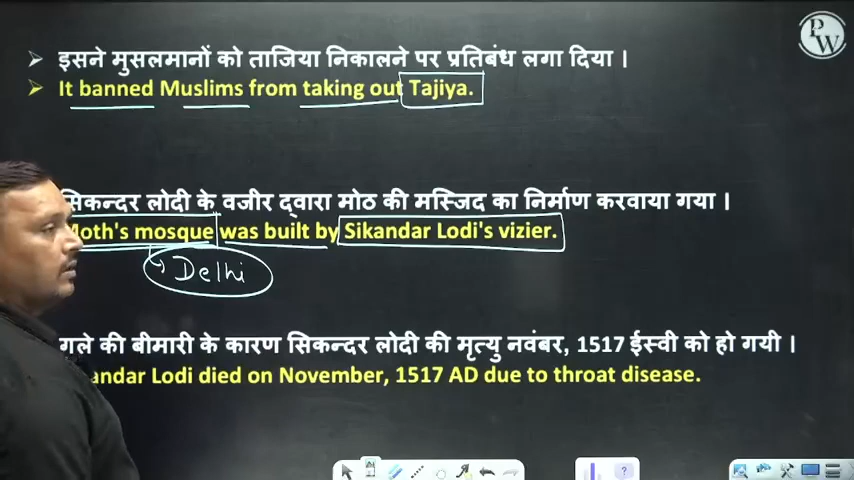 PW
इसने मुसलमानों को ताजिया निकालने पर प्रतिबंध लगा दिया ।
It banned Muslims from taking out Tajiya.
सिकन्दर लोदी के वजीर द्वारा मोठ की मस्जिद का निर्माण करवाया गया ।
Moth's mosque was built by Sikandar Lodi's vizier.
Delhi
गले की बीमारी के कारण सिकन्दर लोदी की मृत्यु नवंबर, 1517 ईस्वी को हो गयी ।
andar Lodi died on November, 1517 AD due to throat disease.